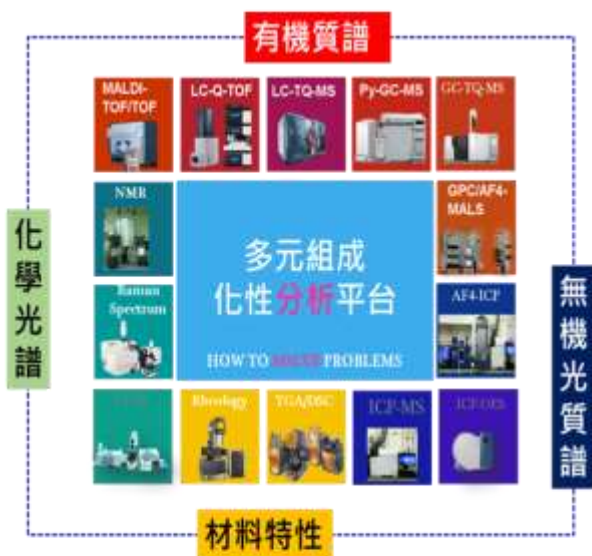 有機質譜
MALDI-
TOF/TOF
LC-Q-TOF
LC-TQ-MS
Py-GC-MS
GC-TQ-MS
NMR
GPC/AF4-
MALS
化學光譜
多元組成
化性分析平台
HOW TO SOLVE PROBLEMS
Raman
Spectrum
AF4-ICP
無機光質譜
Rheology
TGA/DSC
ICP-MS
ICP-OES
材料特性